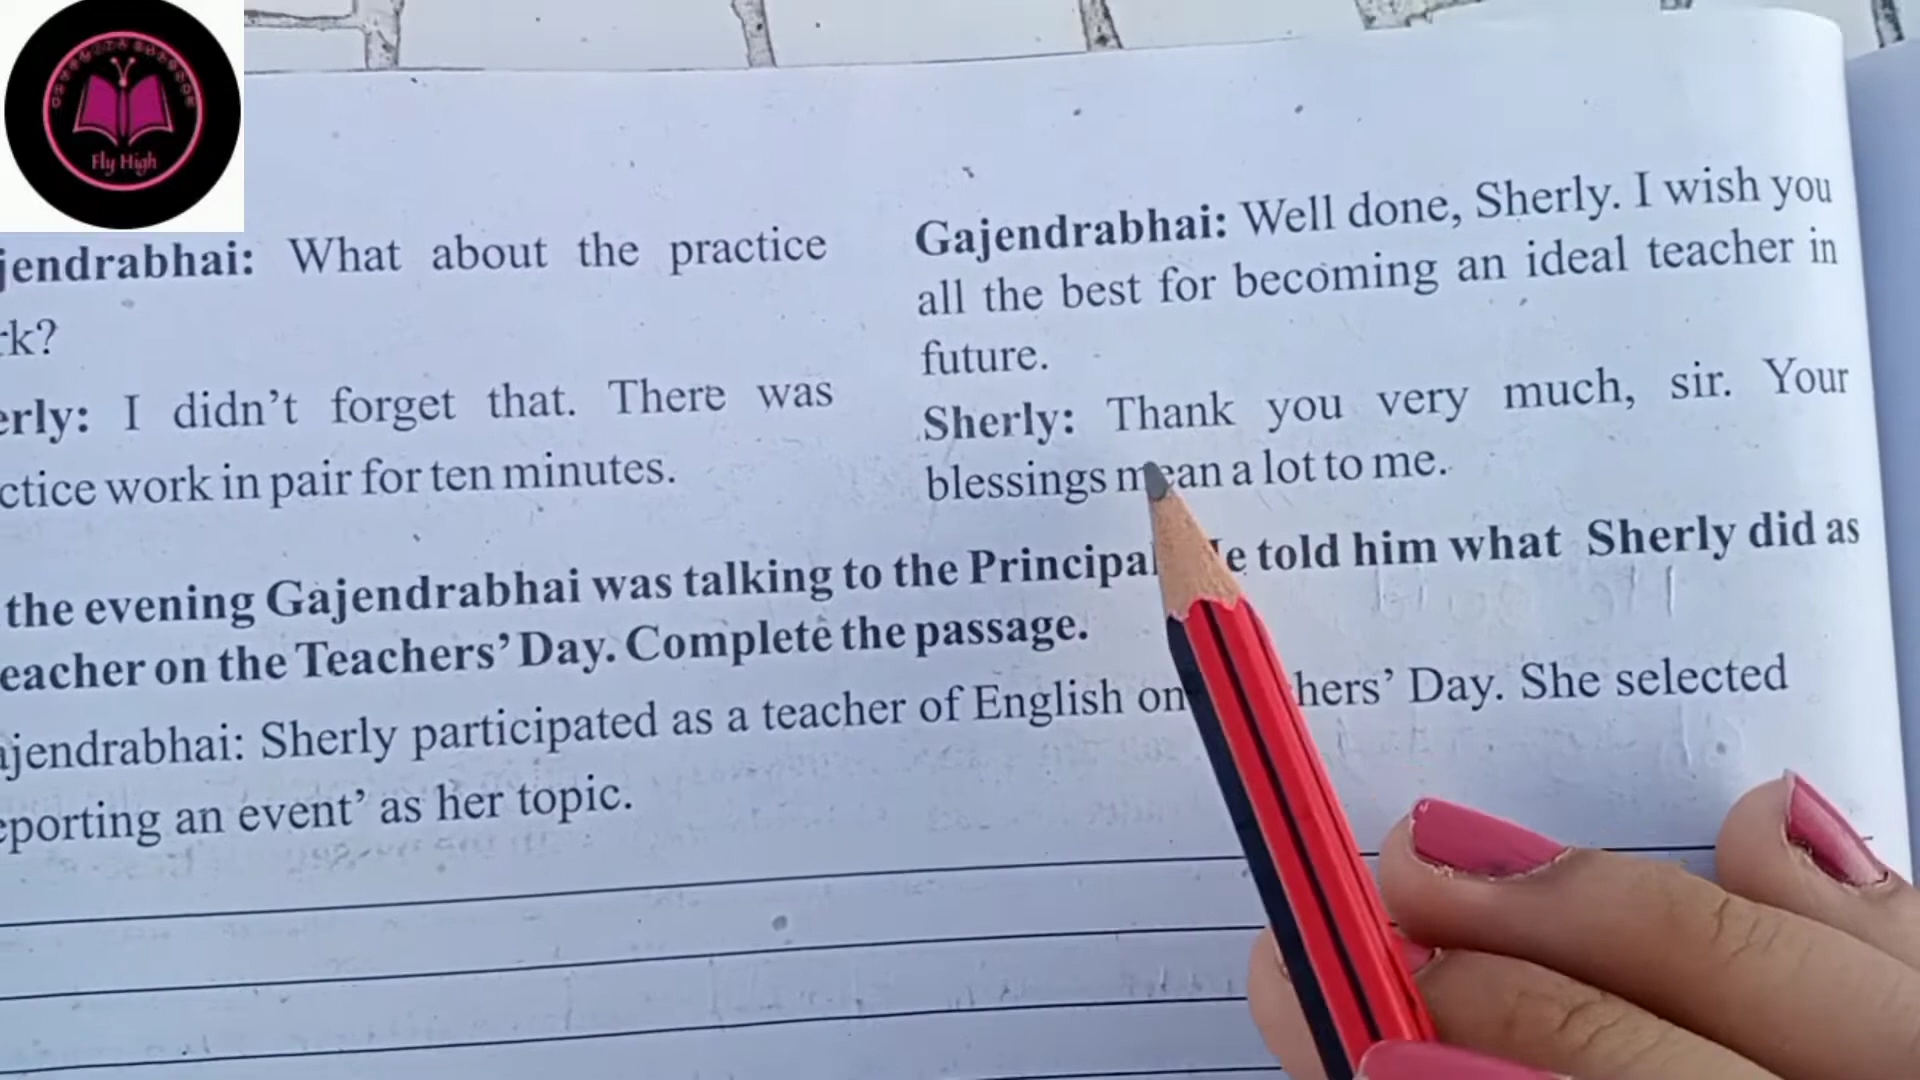 Fly High
jendrabhai: What about the practice
rk?
erly: I didn't forget that. There was
ctice work in pair for ten minutes.
Gajendrabhai: Well done, Sherly. I wish you
all the best for becoming an ideal teacher in
future.
Sherly: Thank you very much, sir. Your
blessings mean a lot to me.
the evening Gajendrabhai was talking to the Principal He told him what Sherly did as
eacher on the Teachers' Day. Complete the passage.
ajendrabhai: Sherly participated as a teacher of English on hers' Day. She selected
eporting an event' as her topic.